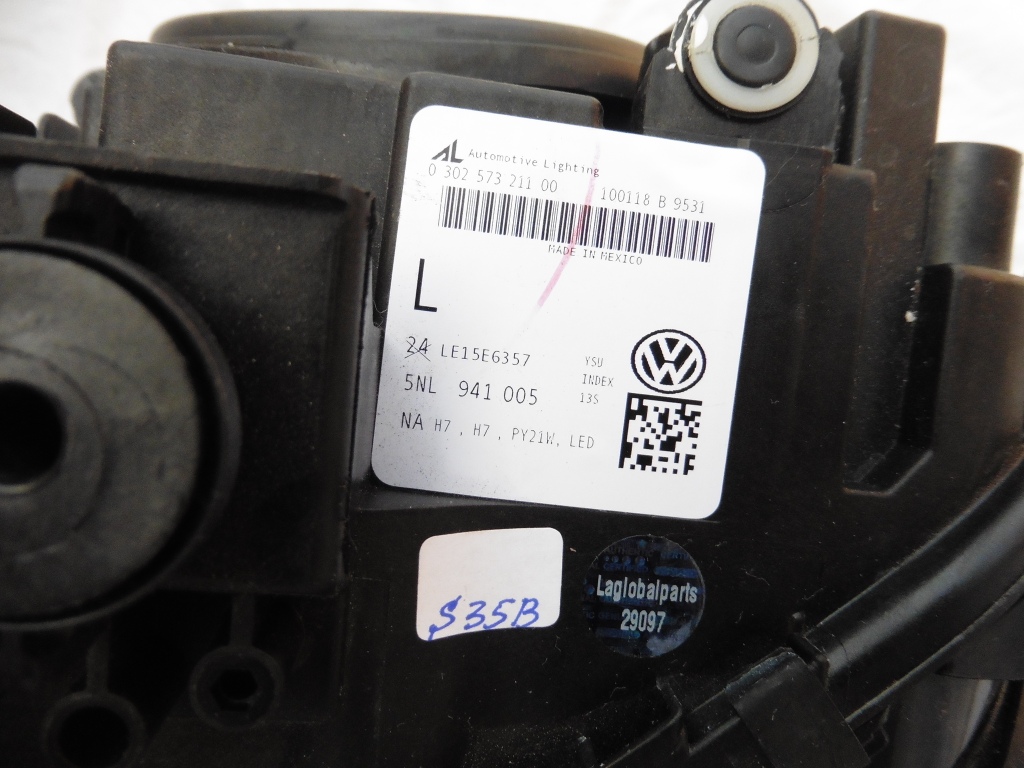 AL Automotive Lighting
0 302 573 211 00 100118 B 9531
MADE IN MEXICO
L
24 LE15E6357 YSU
INDEX
5NL 941 005 13S
NA H7 , H7 , PY21W, LED
S35B
Laglobalparts
29097